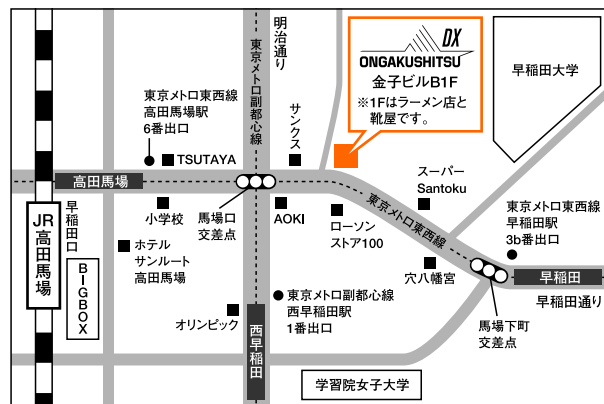 明治通り
東京メトロ副都心線
DX
ONGAKUSHITSU
金子ビルB1F
※1Fはラーメン店と
靴屋です。
早稲田大学
東京メトロ東西線
高田馬場駅
6番出口
TSUTAYA
サンクス
高田馬場
小学校
馬場口
交差点
AOKI
ローソン
ストア100
東京メトロ東西線
スーパー
Santoku
東京メトロ東西線
早稲田駅
3b番出口
JR
高田馬場
早稲田口
BIGBOX
ホテル
サンルート
高田馬場
穴八幡宮
早稲田
早稲田通り
オリンピック
東京メトロ副都心線
西早稲田駅
1番出口
西早稲田
馬場下町
交差点
学習院女子大学